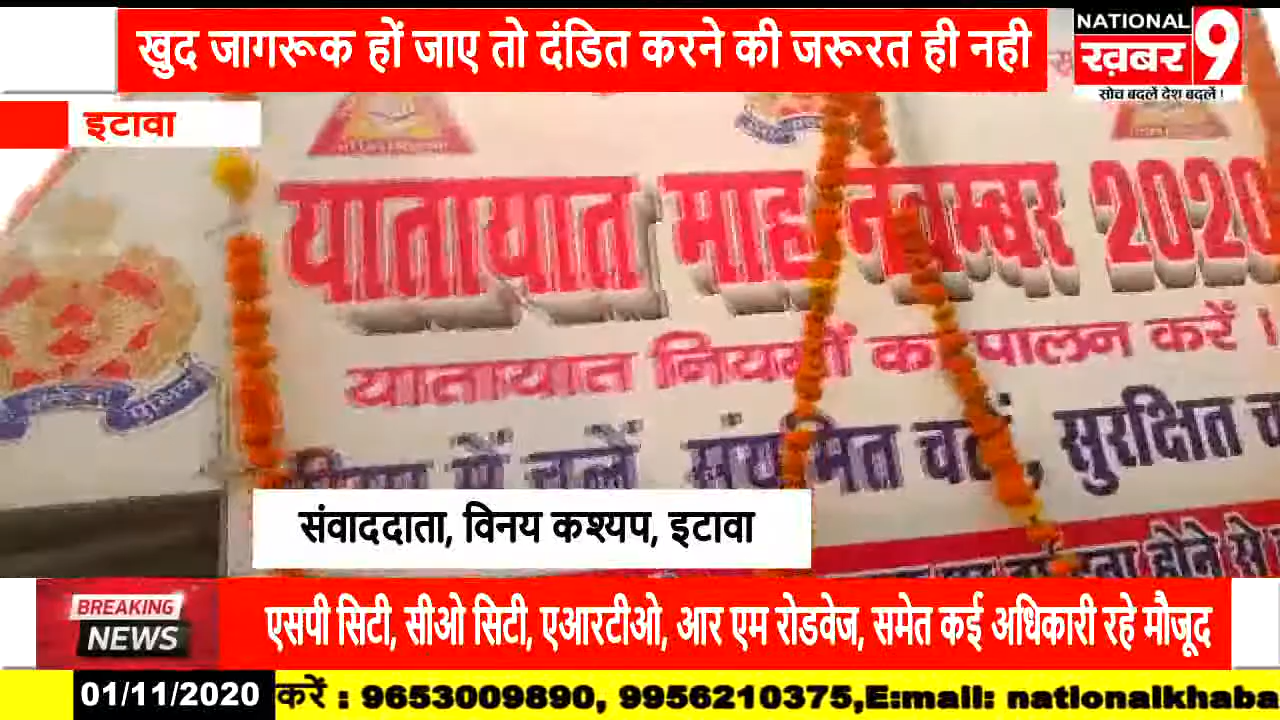 खुद जागरूक हों जाए तो दंडित करने की जरूरत ही नही
NATIONAL
ख़बर 9
सोच बदलें देश बदलें !
इटावा
यातायात माह नवम्बर 2020
यातायात नियमों का पालन करें !
में चलें, संयमित चलें, सुरक्षित
होने से
संवाददाता, विनय कश्यप, इटावा
BREAKING
NEWS
एसपी सिटी, सीओ सिटी, एआरटीओ, आर एम रोडवेज, समेत कई अधिकारी रहे मौजूद
01/11/2020
करें : 9653009890, 9956210375,E:mail: nationalkhaba